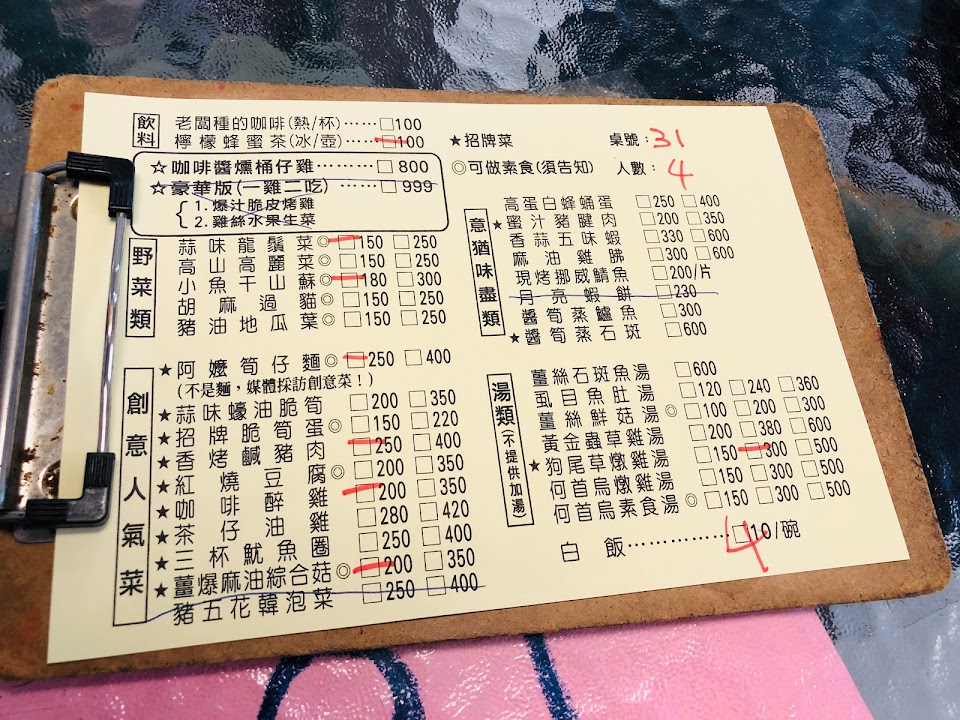 飲料
老闆種的咖啡(熱/杯)……□100
檸檬蜂蜜茶(冰/壺)……□100
☆咖啡醬燻桶仔雞………□800
☆豪華版(一雞二吃)……□999
1. 爆汁脆皮烤雞
2. 雞絲水果生菜
★招牌菜 桌號:31
◎可做素食(須告知) 人數:4
野菜類
蒜味龍鬚菜◎□150 □250
高山高麗菜◎□150 □250
小魚干山蘇◎□180 □300
胡麻過貓◎□150 □250
豬油地瓜葉◎□150 □250
創意人氣菜
★阿嬤筍仔麵◎□250 □400
(不是麵，媒體採訪創意菜！)
★蒜味蠔油脆筍 □200 □350
★招牌脆筍蛋◎□150 □220
★香烤鹹豬肉 □250 □400
★紅燒豆腐◎□200 □350
★咖啡醉雞 □200 □350
★茶仔油雞 □280 □420
★三杯魷魚圈 □250 □400
★薑爆麻油綜合菇◎□200 □350
豬五花韓泡菜 □250 □400
意猶味盡類
高蛋白蜂蛹蛋 □250 □400
★蜜汁豬腱肉 □200 □350
香蒜五味蝦 □330 □600
麻油雞腸 □300 □600
現烤挪威鯖魚 □200/片
月亮蝦餅 □230
醬筍蒸鱸魚 □300
★醬筍蒸石斑 □600
湯類(不提供加湯)
薑絲石斑魚湯 □600
虱目魚肚湯 □120 □240 □360
薑絲鮮菇湯◎□100 □200 □300
黃金蟲草雞湯 □200 □380 □600
★狗尾草燉雞湯 □150 □300 □500
何首烏燉雞湯 □150 □300 □500
何首烏素食湯◎□150 □300 □500
白飯……………□10/碗
4